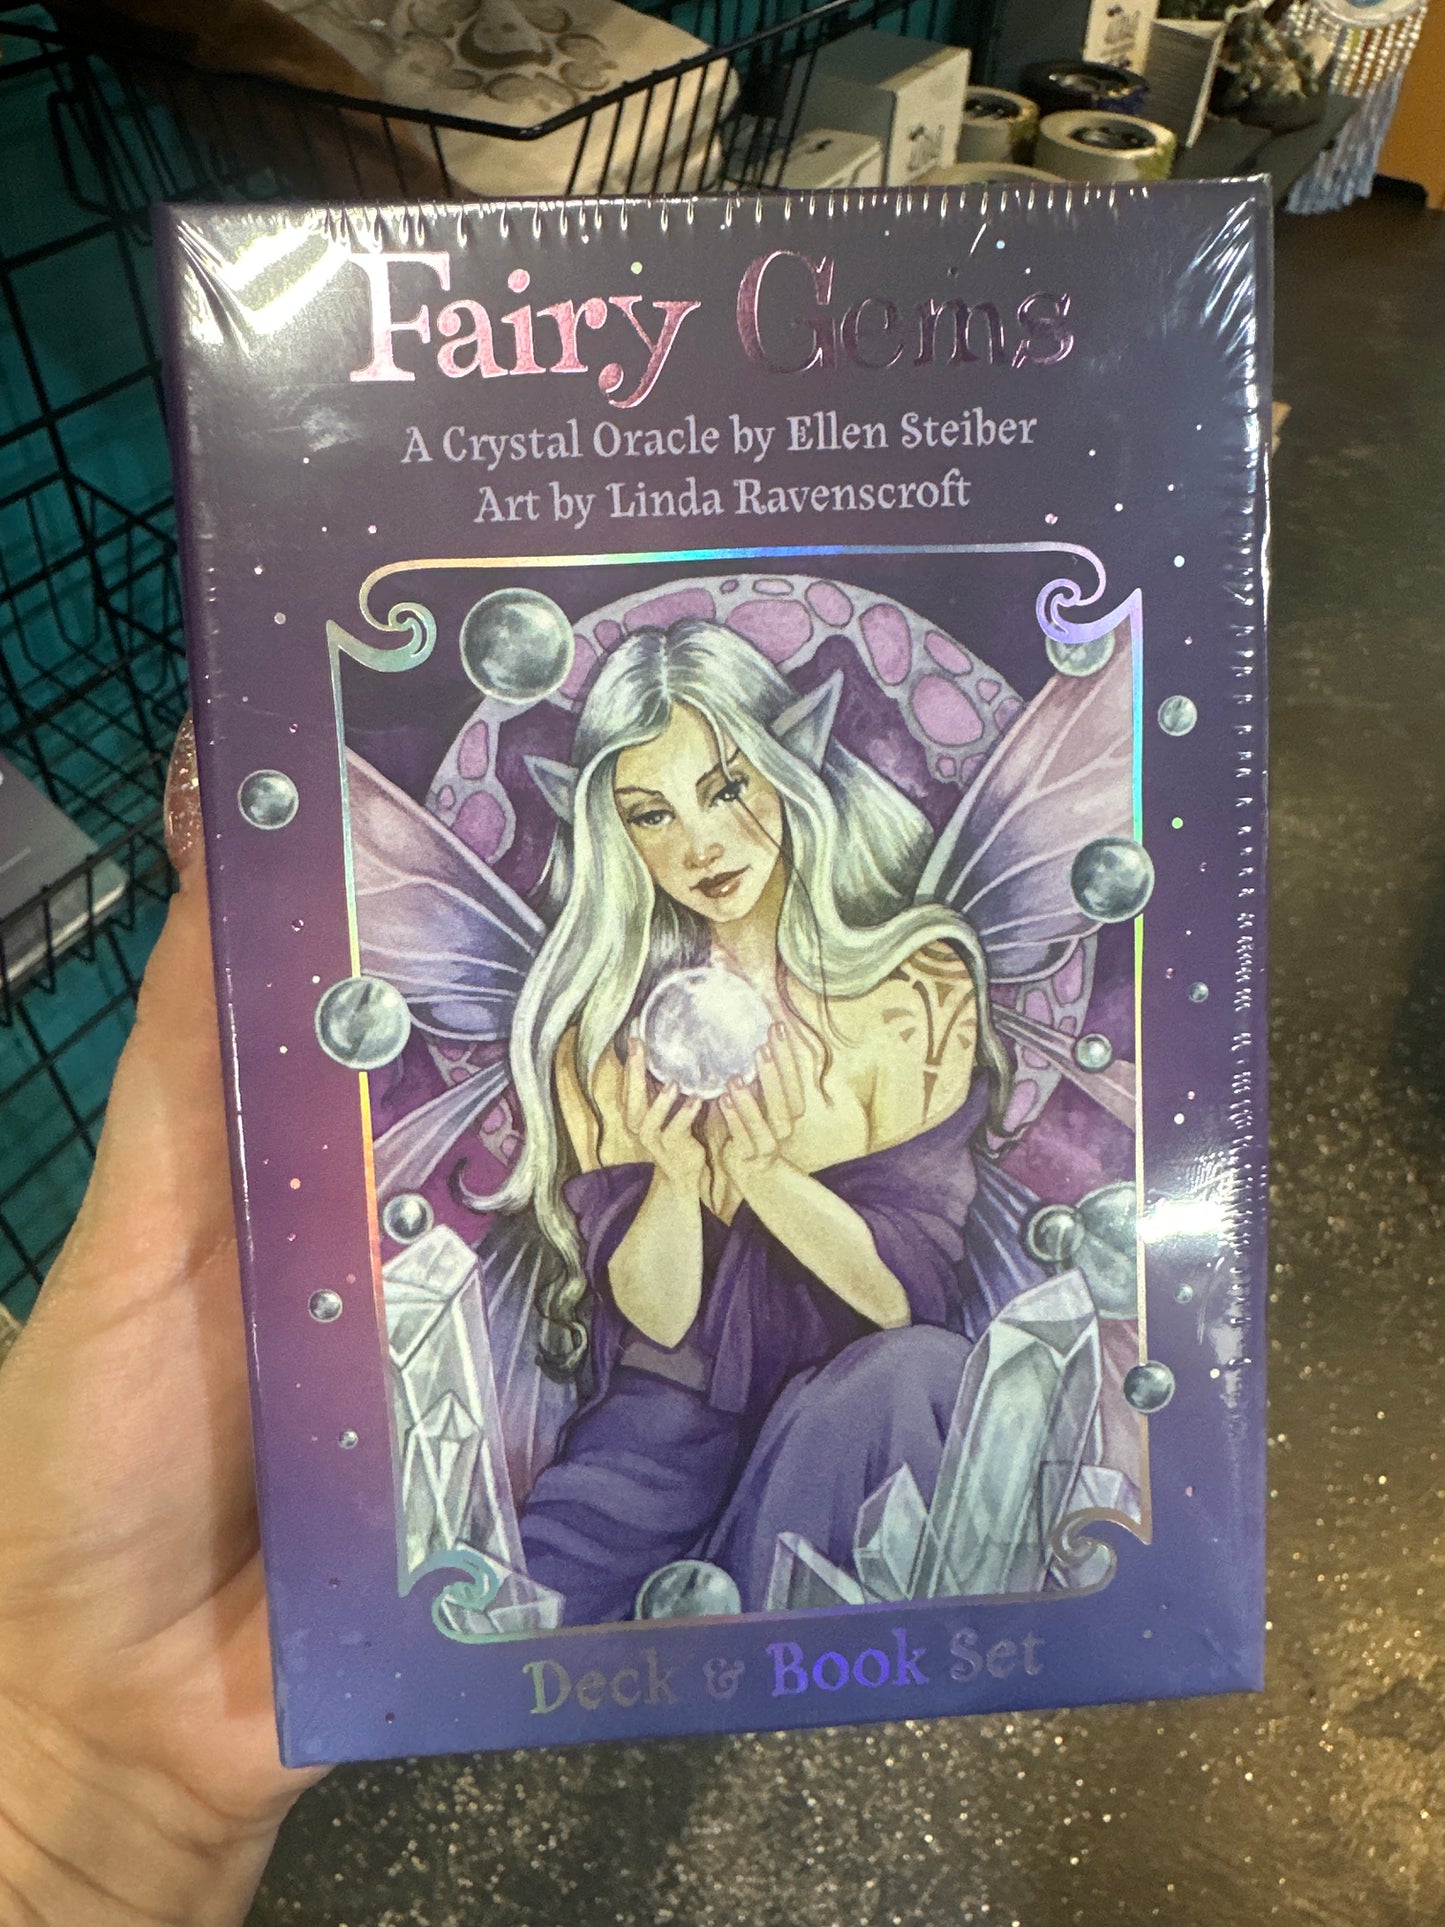 Fairy Gems
A Crystal Oracle by Ellen Steiber
Art by Linda Ravenscroft
Deck & Book Set